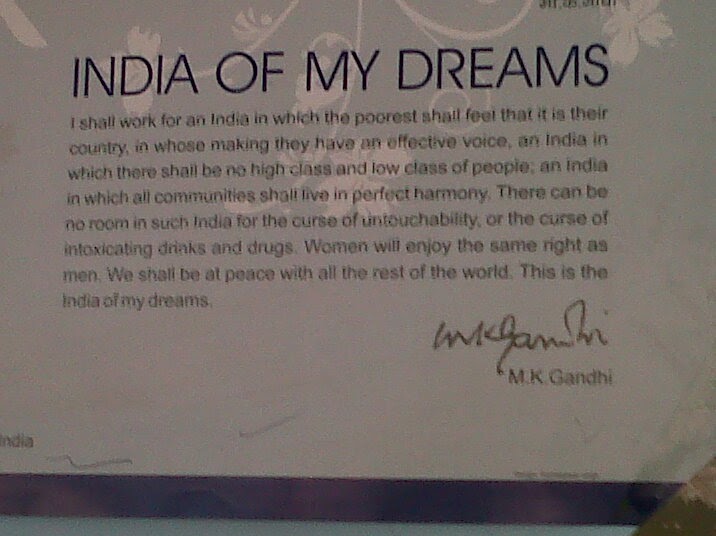 INDIA OF MY DREAMS
I shall work for an India in which the poorest shall feel that it is their
country, in whose making they have an effective voice, an India in
which there shall be no high class and low class of people; an India
in which all communities shall live in perfect harmony. There can be
no room in such India for the curse of untouchability, or the curse of
intoxicating drinks and drugs. Women will enjoy the same right as
men. We shall be at peace with all the rest of the world. This is the
India of my dreams.
mkgandhi
M.K.Gandhi
India